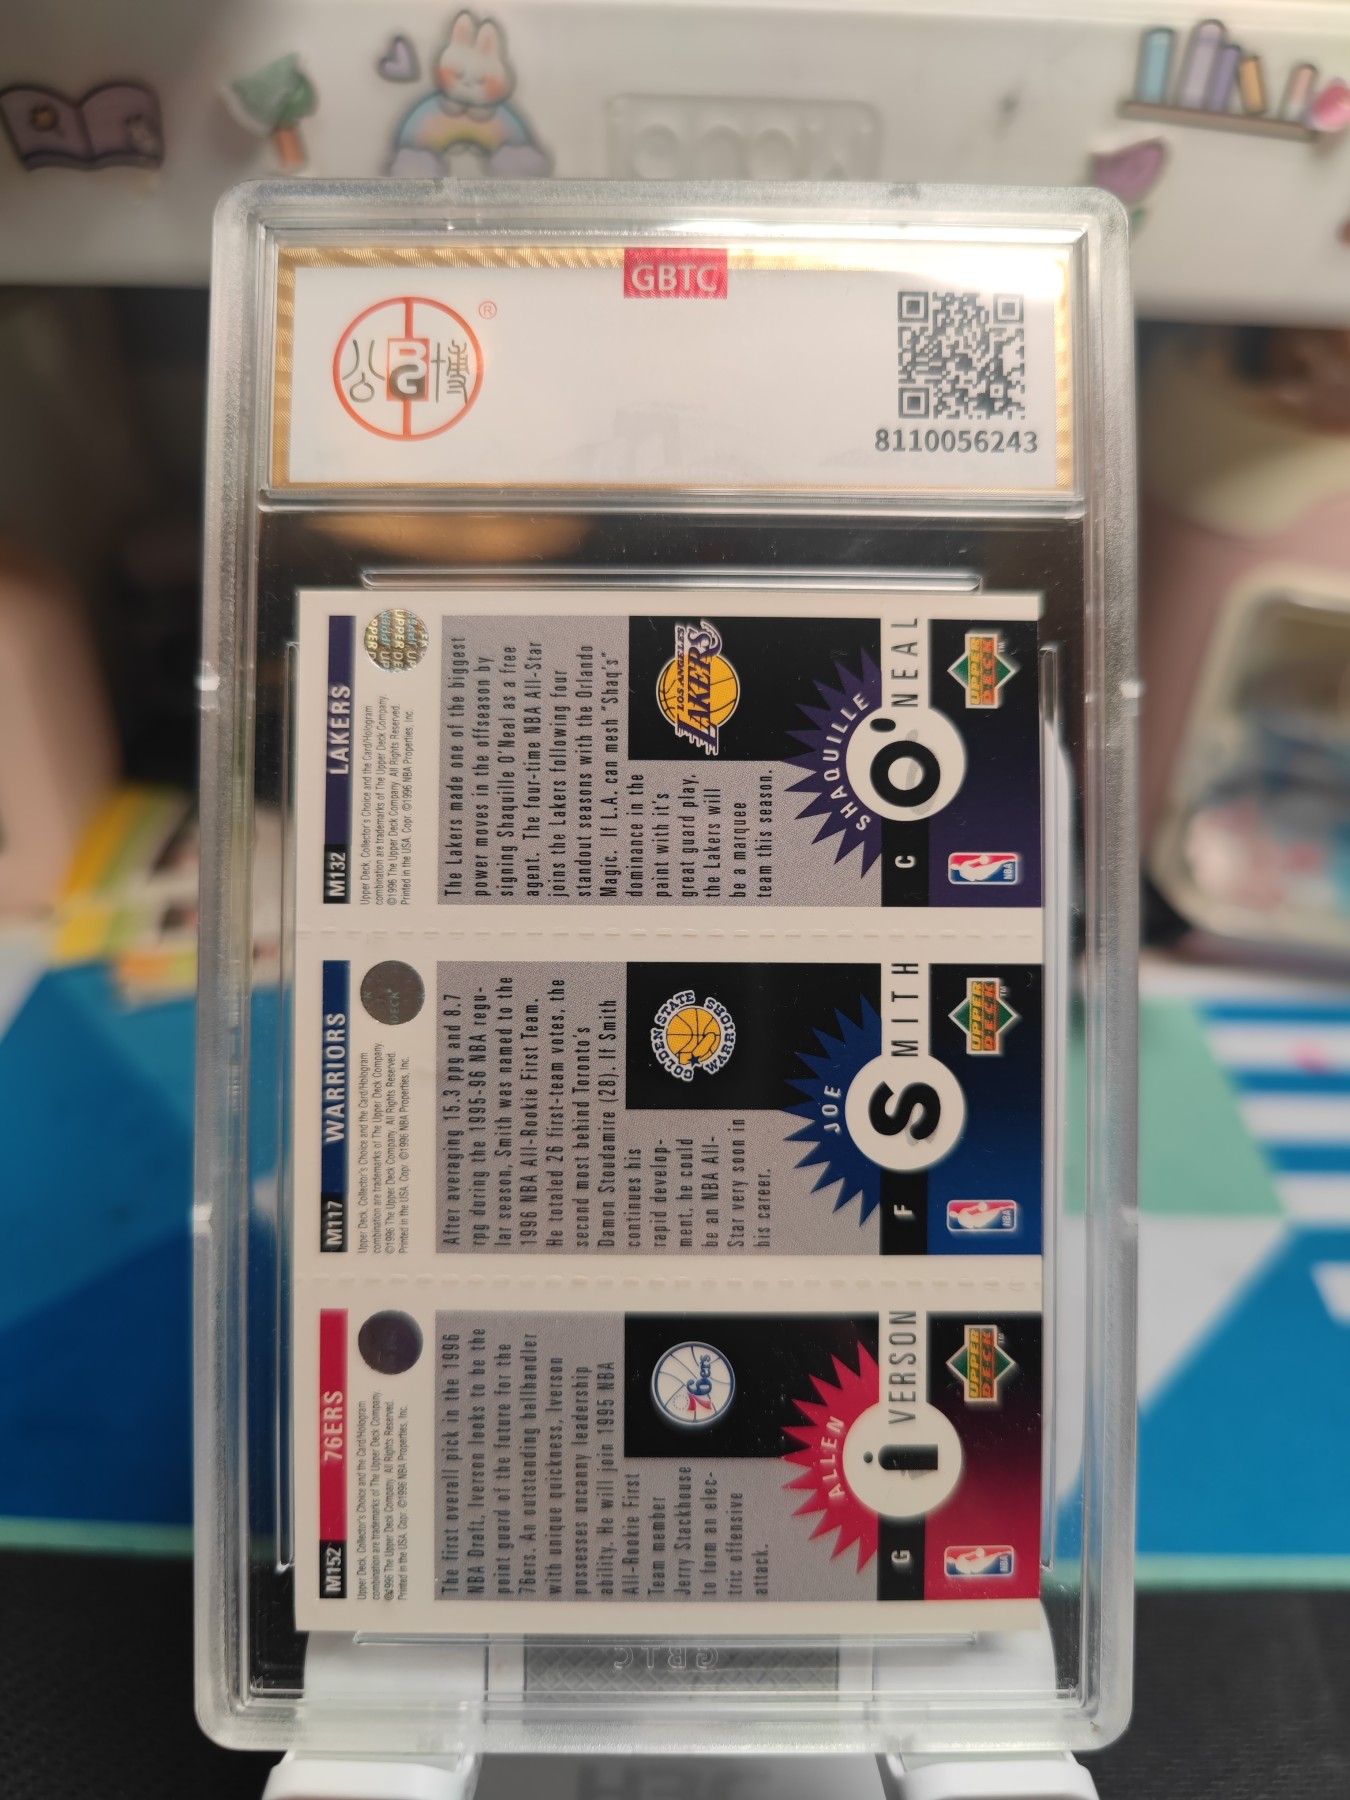 GBTC
公 BG 博 ®
8110056243
M132 LAKERS
Upper Deck, Collector's Choice and the Card/Hologram
combination are trademarks of The Upper Deck Company.
©1996 The Upper Deck Company. All Rights Reserved.
Printed in the USA. Copr. ©1996 NBA Properties, Inc.
UPPER DECK
The Lakers made one of the biggest
power moves in the offseason by
signing Shaquille O'Neal as a free
agent. The four-time NBA All-Star
joins the Lakers following four
standout seasons with the Orlando
Magic. If L.A. can mesh "Shaq's"
dominance in the
paint with it's
great guard play,
the Lakers will
be a marquee
team this season.
LOS ANGELES
LAKERS
SHAQUILLE
C O'NEAL
NBA
UPPER
DECK™
M117 WARRIORS
Upper Deck, Collector's Choice and the Card/Hologram
combination are trademarks of The Upper Deck Company.
©1996 The Upper Deck Company. All Rights Reserved.
Printed in the USA. Copr. ©1996 NBA Properties, Inc.
DECK
After averaging 15.3 ppg and 8.7
rpg during the 1995-96 NBA regu-
lar season, Smith was named to the
1996 NBA All-Rookie First Team.
He totaled 26 first-team votes, the
second most behind Toronto's
Damon Stoudamire (28). If Smith
continues his
rapid develop-
ment, he could
be an NBA All-
Star very soon in
his career.
GOLDEN STATE
WARRIORS
JOE
F SMITH
NBA
UPPER
DECK™
M152 76ERS
Upper Deck, Collector's Choice and the Card/Hologram
combination are trademarks of The Upper Deck Company.
©1996 The Upper Deck Company. All Rights Reserved.
Printed in the USA. Copr. ©1996 NBA Properties, Inc.
The first overall pick in the 1996
NBA Draft, Iverson looks to be the
point guard of the future for the
76ers. An outstanding ballhandler
with unique quickness, Iverson
possesses uncanny leadership
ability. He will join 1995 NBA
All-Rookie First
Team member
Jerry Stackhouse
to form an elec-
tric offensive
attack.
76ers
ALLEN
G iVERSON
NBA
UPPER
DECK™
GBTC